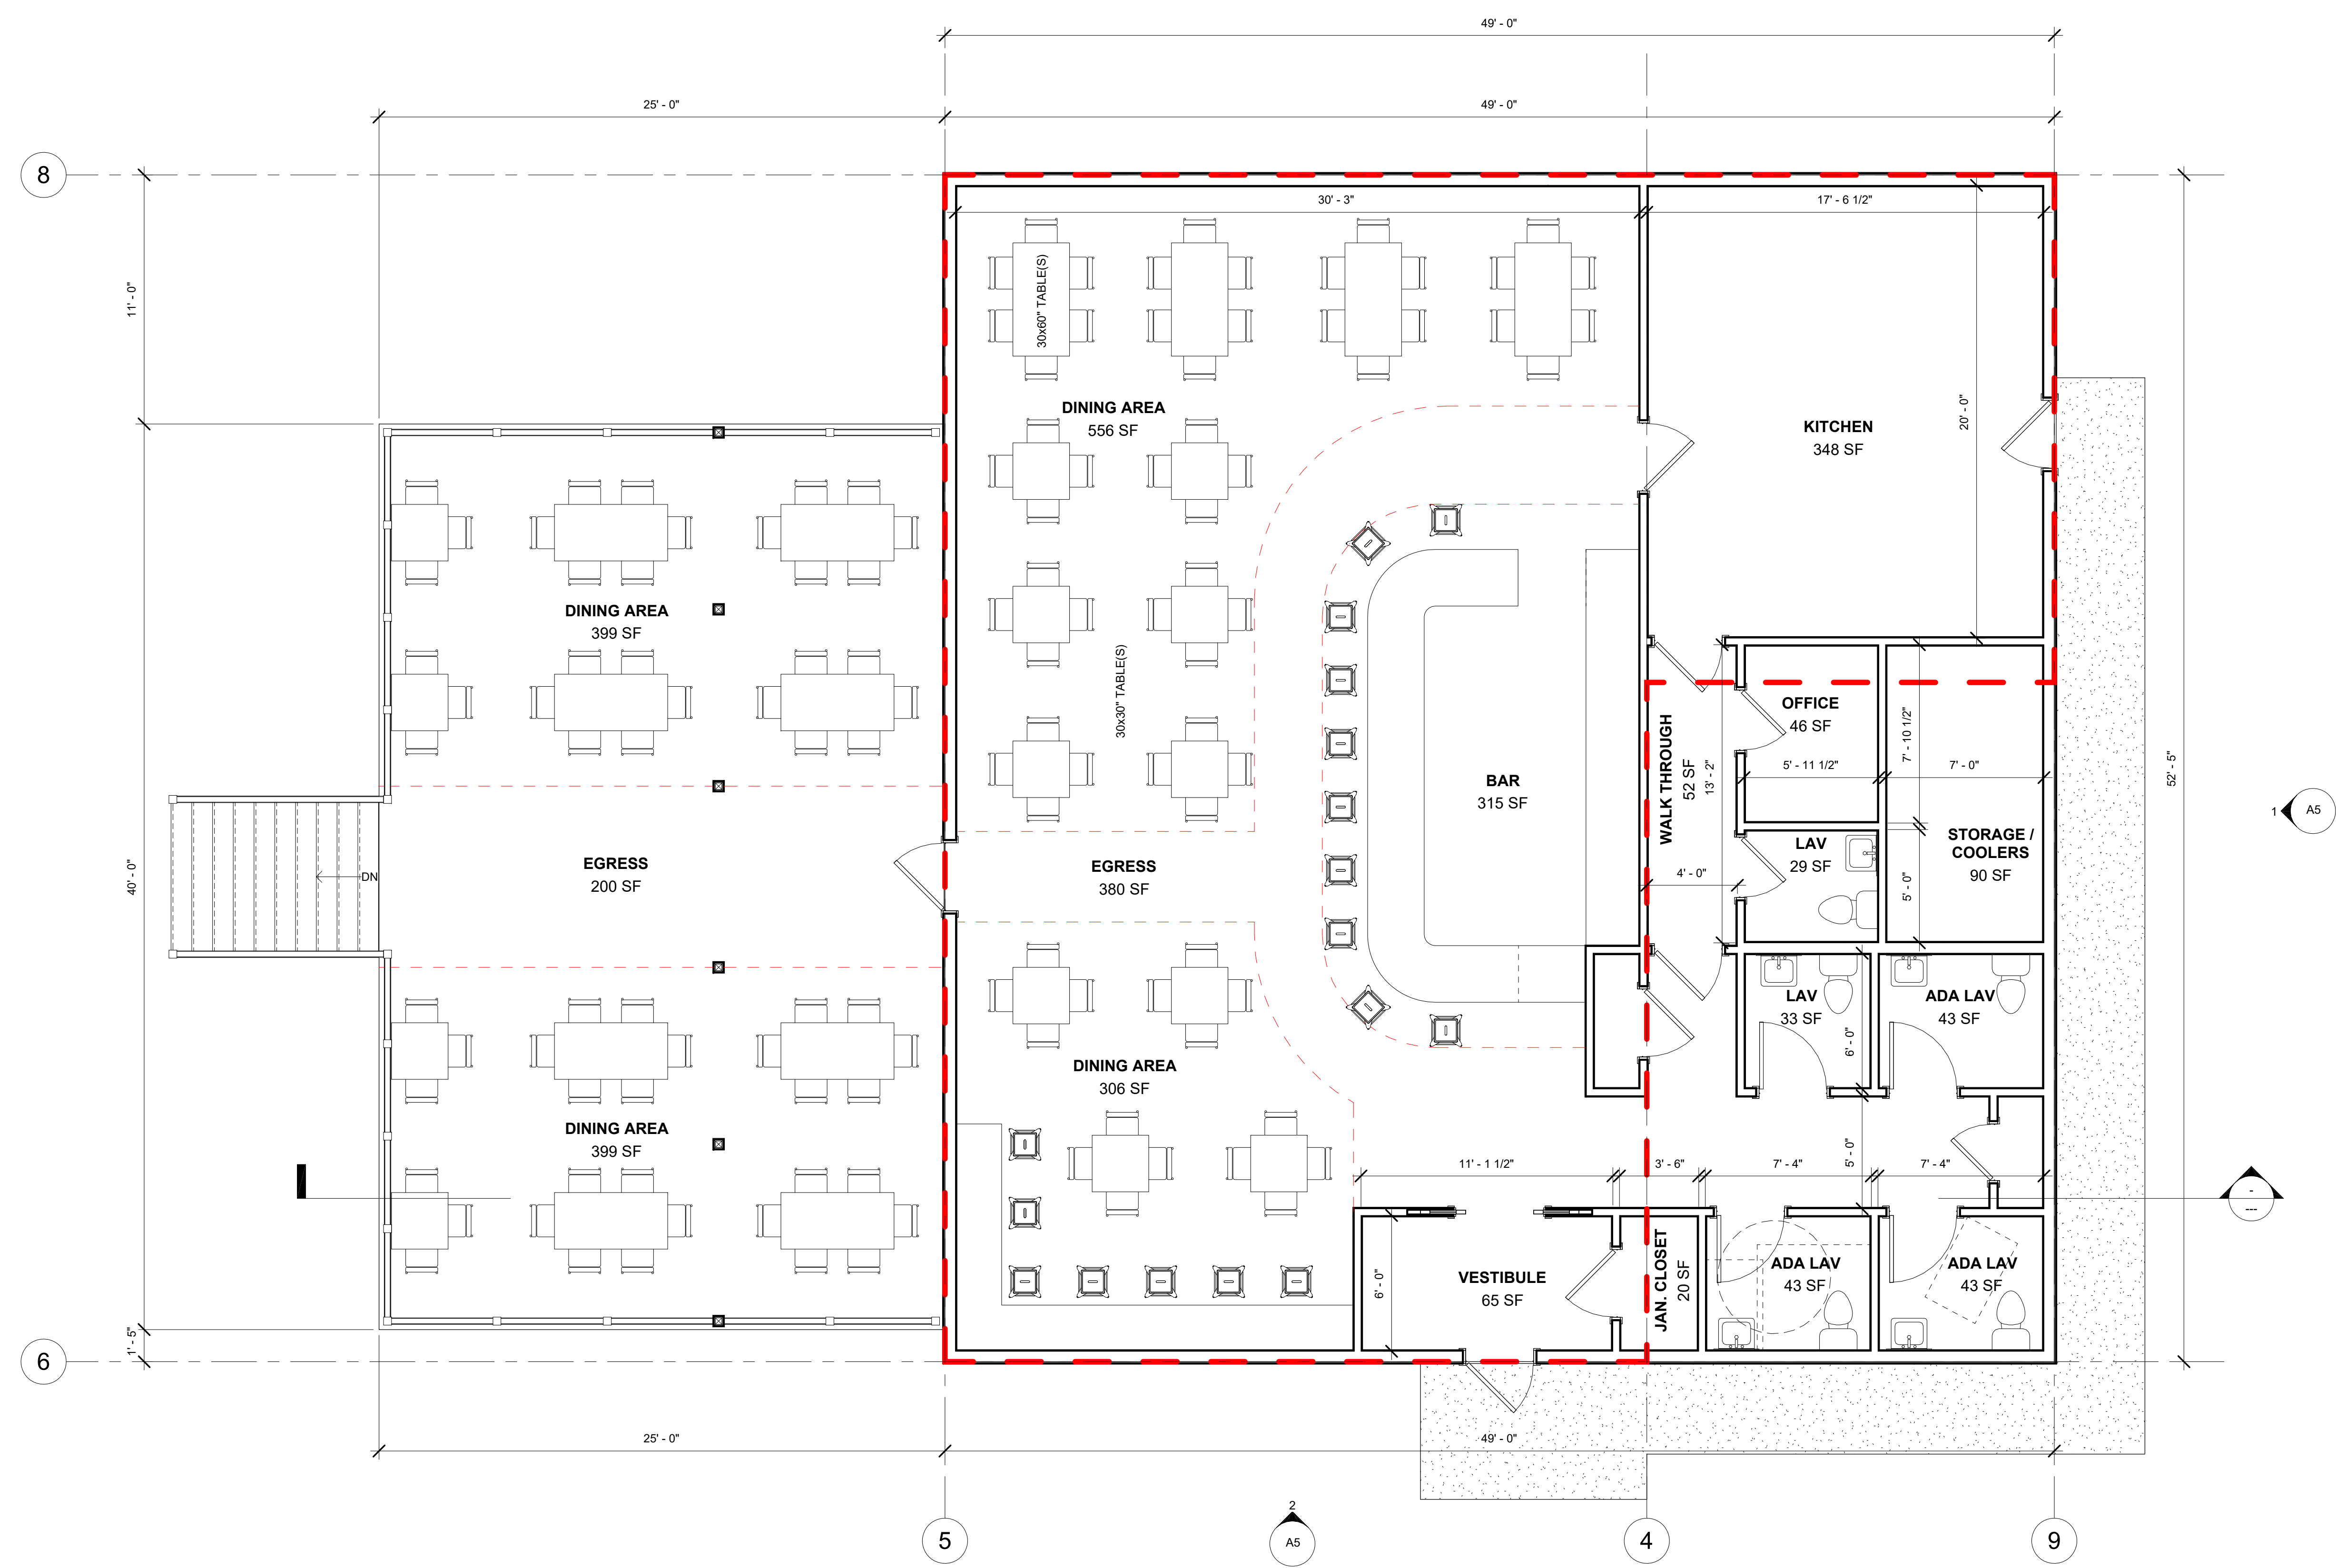 49' - 0"
25' - 0"
49' - 0"
8
30' - 3"
17' - 6 1/2"
11' - 0"
30x60" TABLE(S)
20' - 0"
DINING AREA
556 SF
KITCHEN
348 SF
DINING AREA
399 SF
30x30" TABLE(S)
OFFICE
46 SF
5' - 11 1/2"
7' - 10 1/2"
7' - 0"
WALK THROUGH
52 SF
13' - 2"
BAR
315 SF
52' - 5"
1
A5
STORAGE /
COOLERS
90 SF
LAV
29 SF
4' - 0"
5' - 0"
40' - 0"
DN
EGRESS
200 SF
EGRESS
380 SF
LAV
33 SF
ADA LAV
43 SF
6' - 0"
DINING AREA
306 SF
DINING AREA
399 SF
11' - 1 1/2"
3' - 6"
7' - 4"
5' - 0"
7' - 4"
-
---
6' - 0"
VESTIBULE
65 SF
JAN. CLOSET
20 SF
ADA LAV
43 SF
ADA LAV
43 SF
1' - 5"
6
25' - 0"
49' - 0"
2
A5
5
4
9